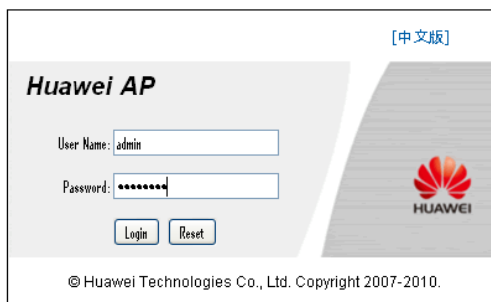 [中文版]
Huawei AP
User Name: admin
Password: ••••••••
Login Reset
HUAWEI
© Huawei Technologies Co., Ltd. Copyright 2007-2010.